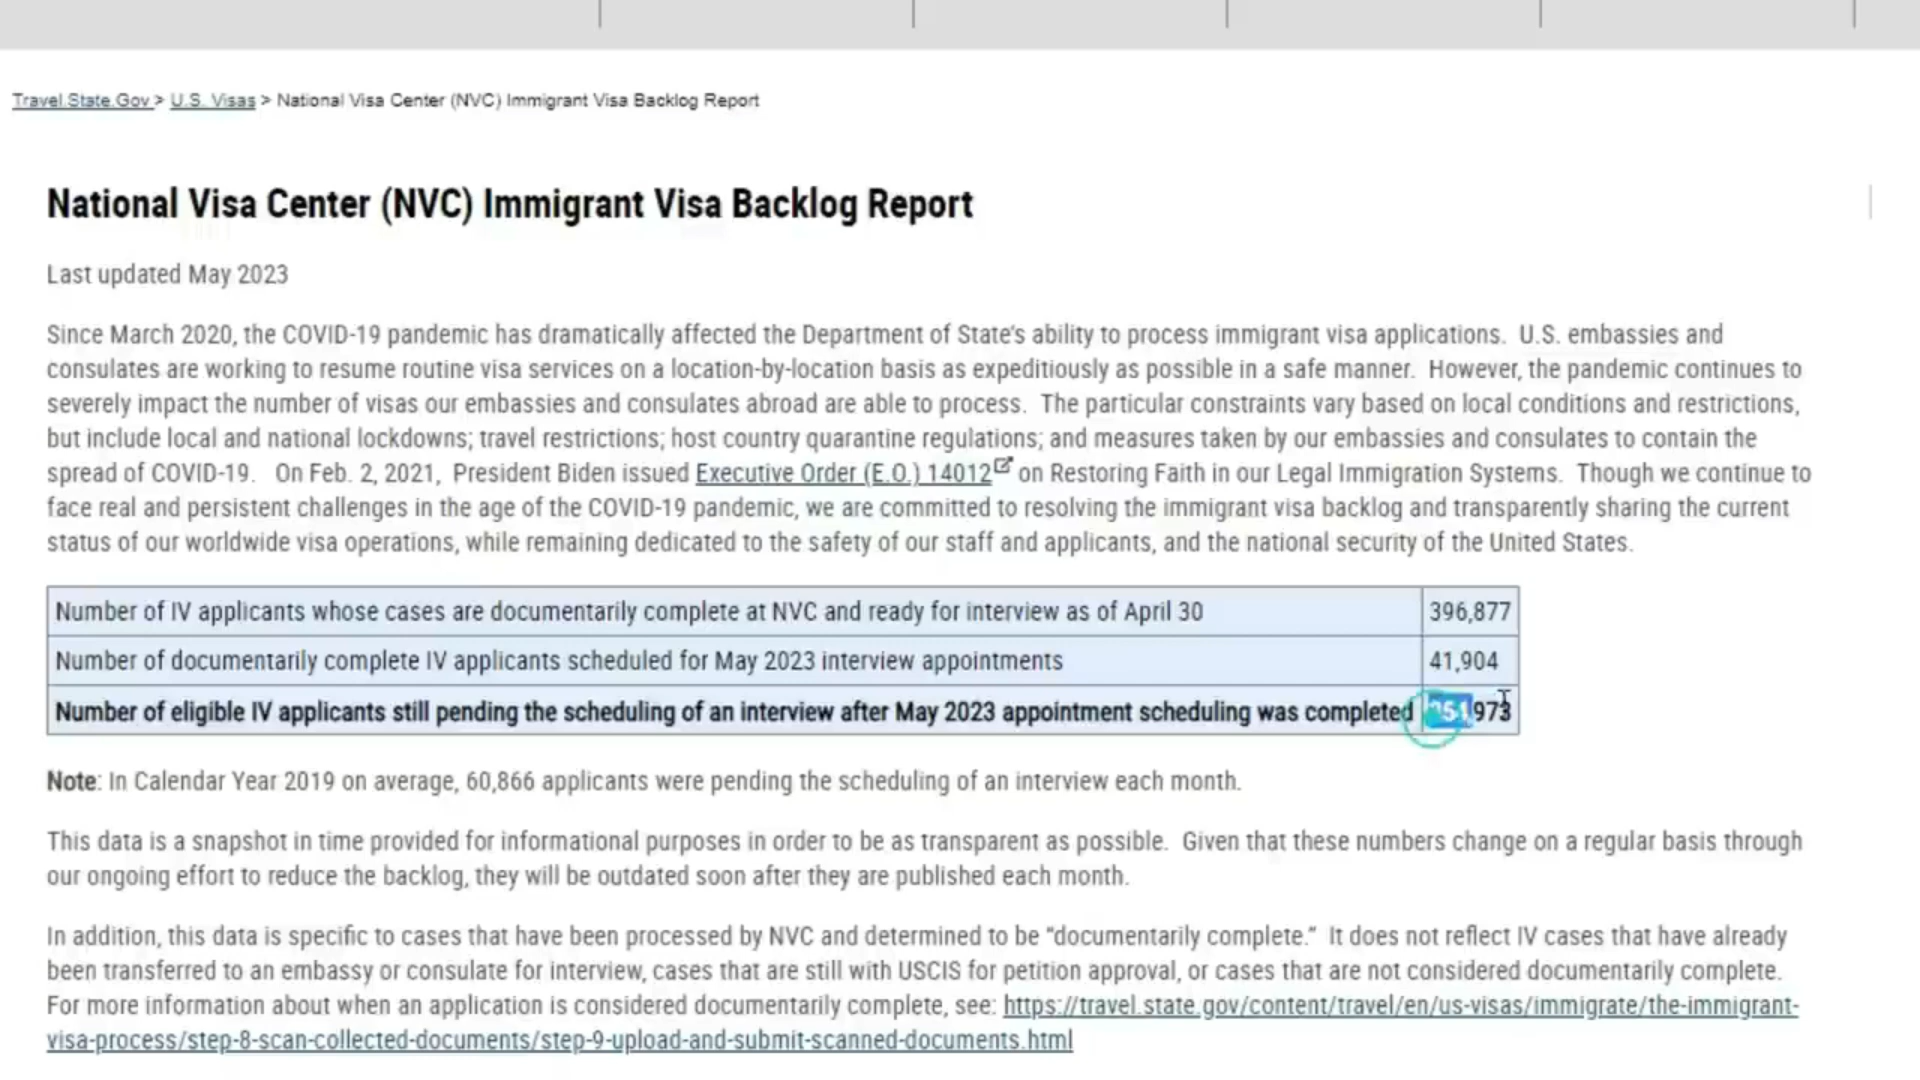 Travel.State.Gov > U.S. Visas > National Visa Center (NVC) Immigrant Visa Backlog Report
National Visa Center (NVC) Immigrant Visa Backlog Report
Last updated May 2023
Since March 2020, the COVID-19 pandemic has dramatically affected the Department of State's ability to process immigrant visa applications. U.S. embassies and
consulates are working to resume routine visa services on a location-by-location basis as expeditiously as possible in a safe manner. However, the pandemic continues to
severely impact the number of visas our embassies and consulates abroad are able to process. The particular constraints vary based on local conditions and restrictions,
but include local and national lockdowns; travel restrictions; host country quarantine regulations; and measures taken by our embassies and consulates to contain the
spread of COVID-19. On Feb. 2, 2021, President Biden issued Executive Order (E.O.) 14012 on Restoring Faith in our Legal Immigration Systems. Though we continue to
face real and persistent challenges in the age of the COVID-19 pandemic, we are committed to resolving the immigrant visa backlog and transparently sharing the current
status of our worldwide visa operations, while remaining dedicated to the safety of our staff and applicants, and the national security of the United States.
Number of IV applicants whose cases are documentarily complete at NVC and ready for interview as of April 30 396,877
Number of documentarily complete IV applicants scheduled for May 2023 interview appointments 41,904
Number of eligible IV applicants still pending the scheduling of an interview after May 2023 appointment scheduling was completed
Note: In Calendar Year 2019 on average, 60,866 applicants were pending the scheduling of an interview each month.
This data is a snapshot in time provided for informational purposes in order to be as transparent as possible. Given that these numbers change on a regular basis through
our ongoing effort to reduce the backlog, they will be outdated soon after they are published each month.
In addition, this data is specific to cases that have been processed by NVC and determined to be "documentarily complete." It does not reflect IV cases that have already
been transferred to an embassy or consulate for interview, cases that are still with USCIS for petition approval, or cases that are not considered documentarily complete.
For more information about when an application is considered documentarily complete, see: https://travel.state.gov/content/travel/en/us-visas/immigrate/the-immigrant-
visa-process/step-8-scan-collected-documents/step-9-upload-and-submit-scanned-documents.html